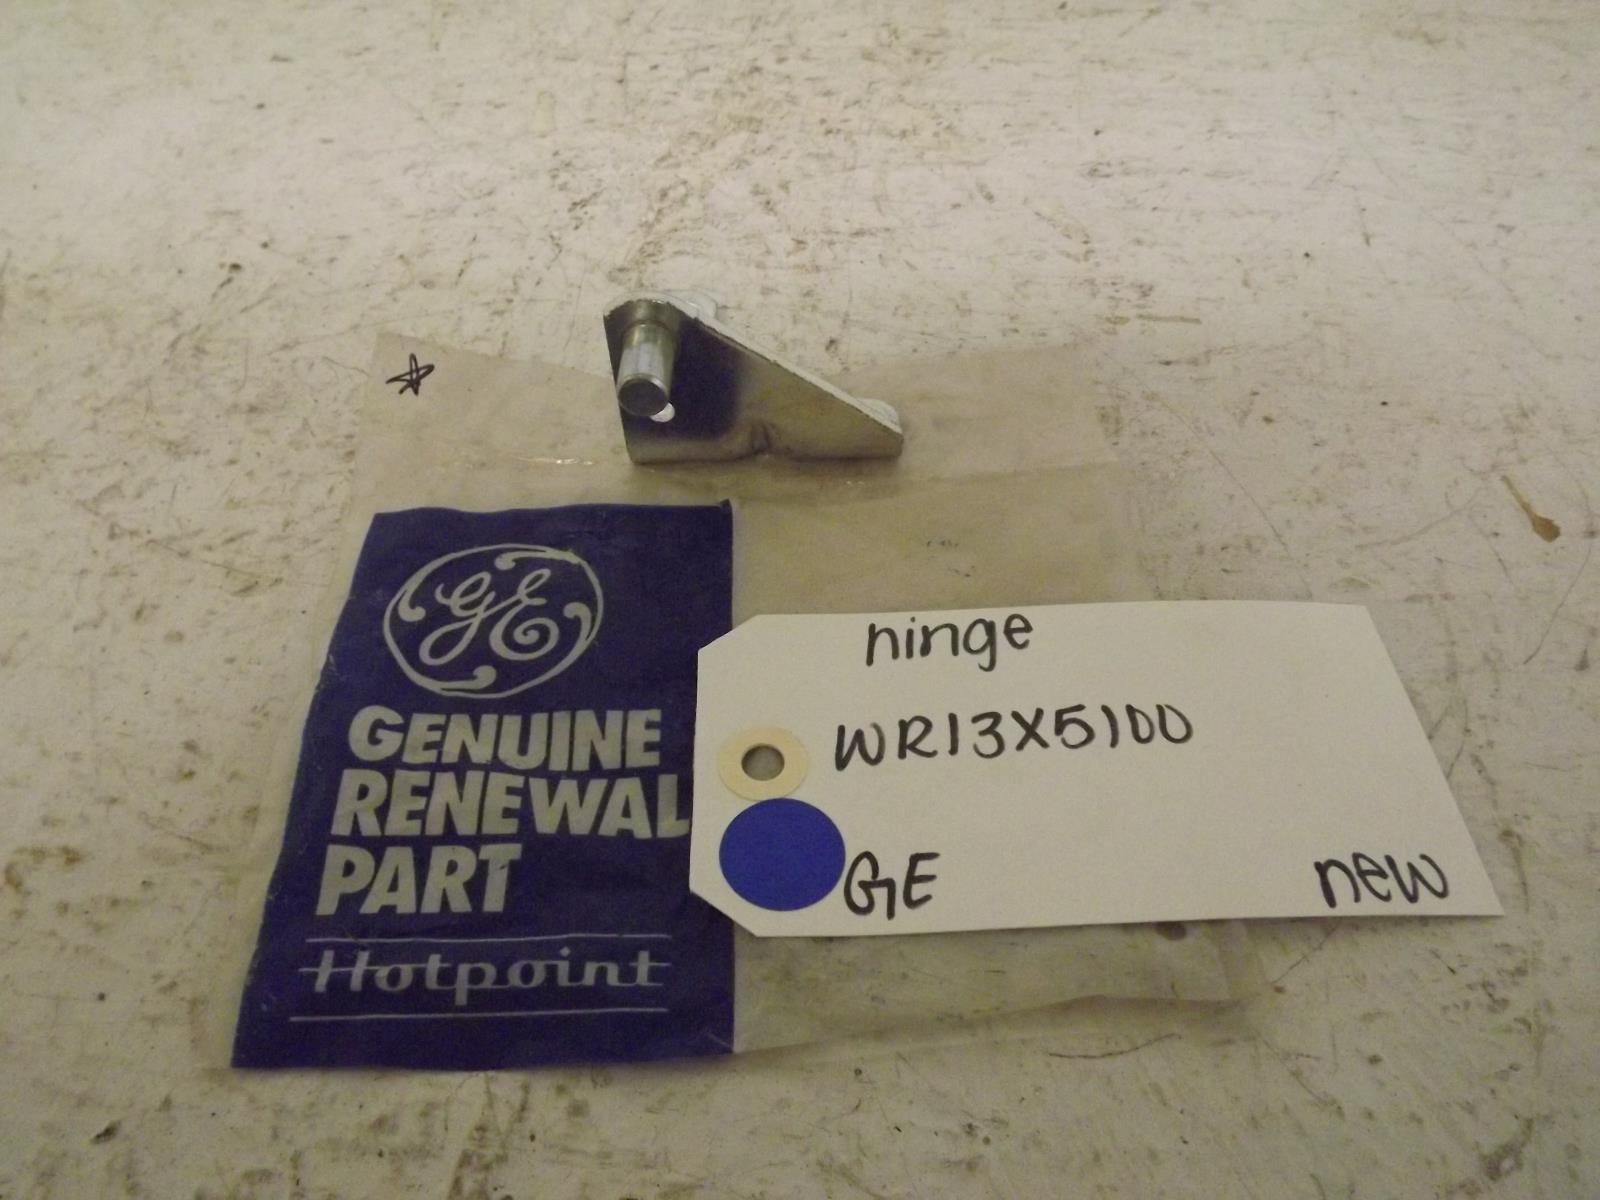 GE
GENUINE
RENEWAL
PART
Hotpoint
hinge
WR13X5100
GE
new